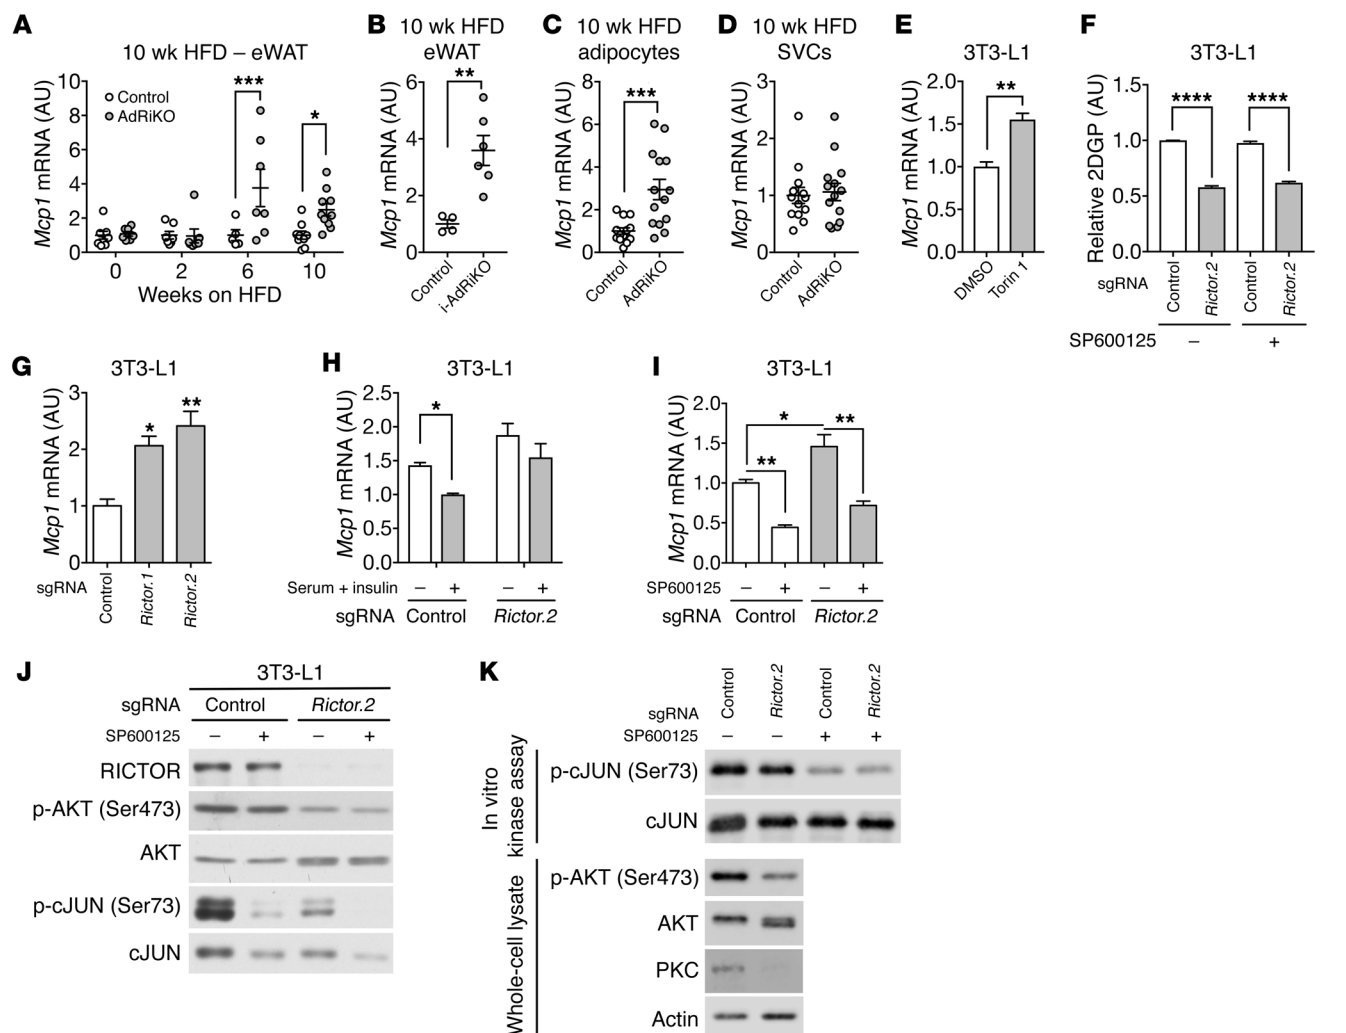 A
10 wk HFD – eWAT
Mcp1 mRNA (AU)
10
8
6
4
2
0
Control
AdRiKO
***
*
0 2 6 10
Weeks on HFD
B
10 wk HFD
eWAT
Mcp1 mRNA (AU)
6
4
2
0
**
Control
i-AdRiKO
C
10 wk HFD
adipocytes
Mcp1 mRNA (AU)
8
6
4
2
0
***
Control
AdRiKO
D
10 wk HFD
SVCs
Mcp1 mRNA (AU)
3
2
1
0
Control
AdRiKO
E
3T3-L1
Mcp1 mRNA (AU)
2.0
1.5
1.0
0.5
0.0
**
DMSO
Torin 1
F
3T3-L1
Relative 2DGP (AU)
1.5
1.0
0.5
0.0
**** ****
sgRNA
Control
Rictor.2
Control
Rictor.2
SP600125 – +
G
3T3-L1
Mcp1 mRNA (AU)
3
2
1
0
*
**
sgRNA
Control
Rictor.1
Rictor.2
H
3T3-L1
Mcp1 mRNA (AU)
2.5
2.0
1.5
1.0
0.5
0.0
*
Serum + insulin – + – +
sgRNA Control Rictor.2
I
3T3-L1
Mcp1 mRNA (AU)
2.0
1.5
1.0
0.5
0.0
* **
**
SP600125 – + – +
sgRNA Control Rictor.2
J
3T3-L1
sgRNA Control Rictor.2
SP600125 – + – +
RICTOR
p-AKT (Ser473)
AKT
p-cJUN (Ser73)
cJUN
K
sgRNA
Control
Rictor.2
Control
Rictor.2
SP600125 – – + +
In vitro
kinase assay
p-cJUN (Ser73)
cJUN
Whole-cell lysate
p-AKT (Ser473)
AKT
PKC
Actin